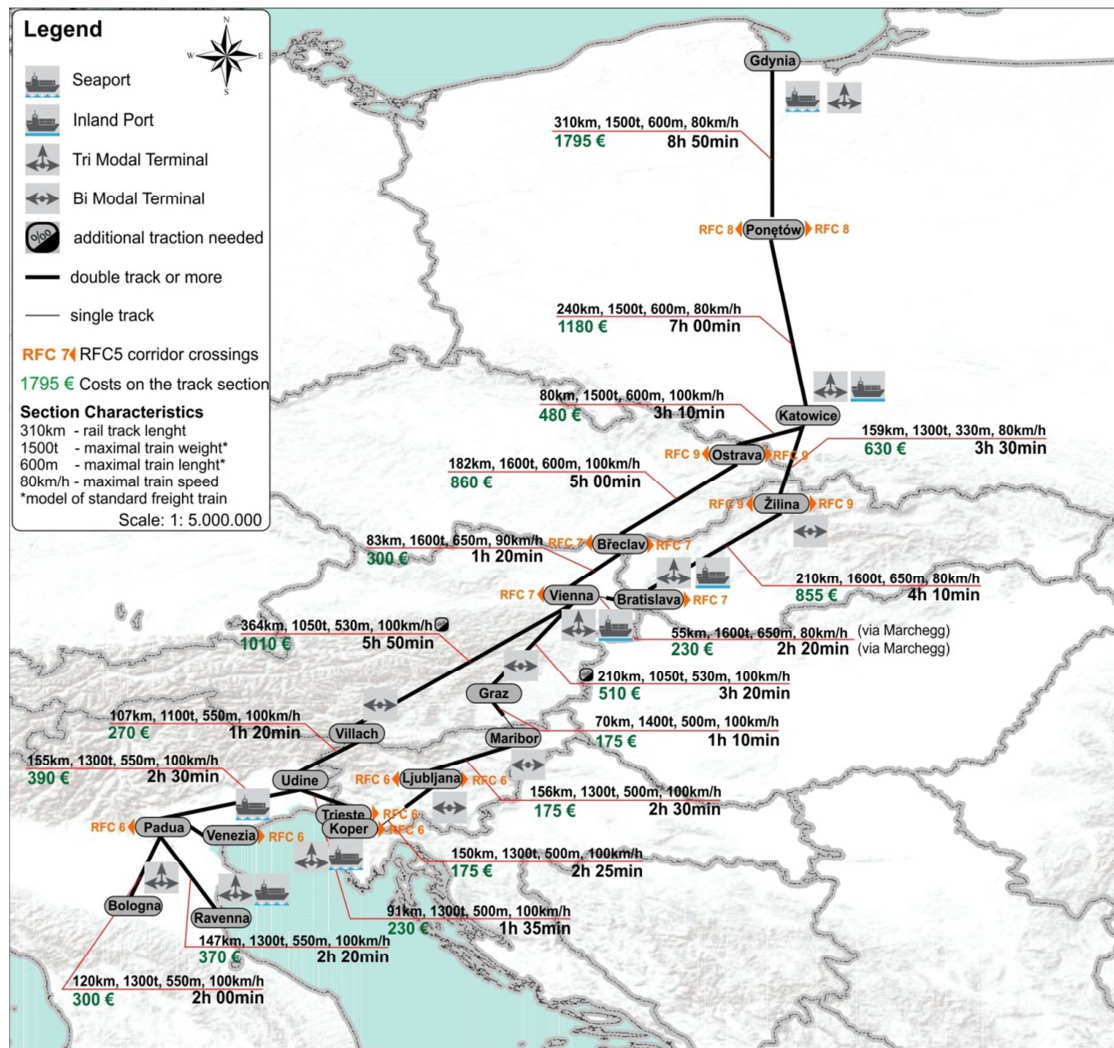 Legend
N
W
E
S
Seaport
Inland Port
Tri Modal Terminal
Bi Modal Terminal
%00
additional traction needed
double track or more
single track
RFC 7 RFC5 corridor crossings
1795 € Costs on the track section
Section Characteristics
310km - rail track lenght
1500t - maximal train weight*
600m - maximal train lenght*
80km/h - maximal train speed
*model of standard freight train
Scale: 1: 5.000.000
Gdynia
310km, 1500t, 600m, 80km/h
1795 € 8h 50min
RFC 8 Ponętów RFC 8
240km, 1500t, 600m, 80km/h
1180 € 7h 00min
80km, 1500t, 600m, 100km/h
480 € 3h 10min
Katowice
159km, 1300t, 330m, 80km/h
630 € 3h 30min
RFC 9 Ostrava RFC 9
182km, 1600t, 600m, 100km/h
860 € 5h 00min
RFC 9 Žilina RFC 9
83km, 1600t, 650m, 90km/h
300 € 1h 20min
RFC 7 Břeclav RFC 7
210km, 1600t, 650m, 80km/h
855 € 4h 10min
RFC 7 Vienna
Bratislava RFC 7
55km, 1600t, 650m, 80km/h (via Marchegg)
230 € 2h 20min (via Marchegg)
364km, 1050t, 530m, 100km/h
1010 € 5h 50min
210km, 1050t, 530m, 100km/h
510 € 3h 20min
Graz
107km, 1100t, 550m, 100km/h
270 € 1h 20min
70km, 1400t, 500m, 100km/h
175 € 1h 10min
Villach
Maribor
155km, 1300t, 550m, 100km/h
390 € 2h 30min
Udine
RFC 6 Ljubljana RFC 6
156km, 1300t, 500m, 100km/h
175 € 2h 30min
Trieste RFC 6
Koper RFC 6
RFC 6 Padua
Venezia RFC 6
150km, 1300t, 500m, 100km/h
175 € 2h 25min
Bologna
Ravenna
91km, 1300t, 500m, 100km/h
230 € 1h 35min
147km, 1300t, 550m, 100km/h
370 € 2h 20min
120km, 1300t, 550m, 100km/h
300 € 2h 00min